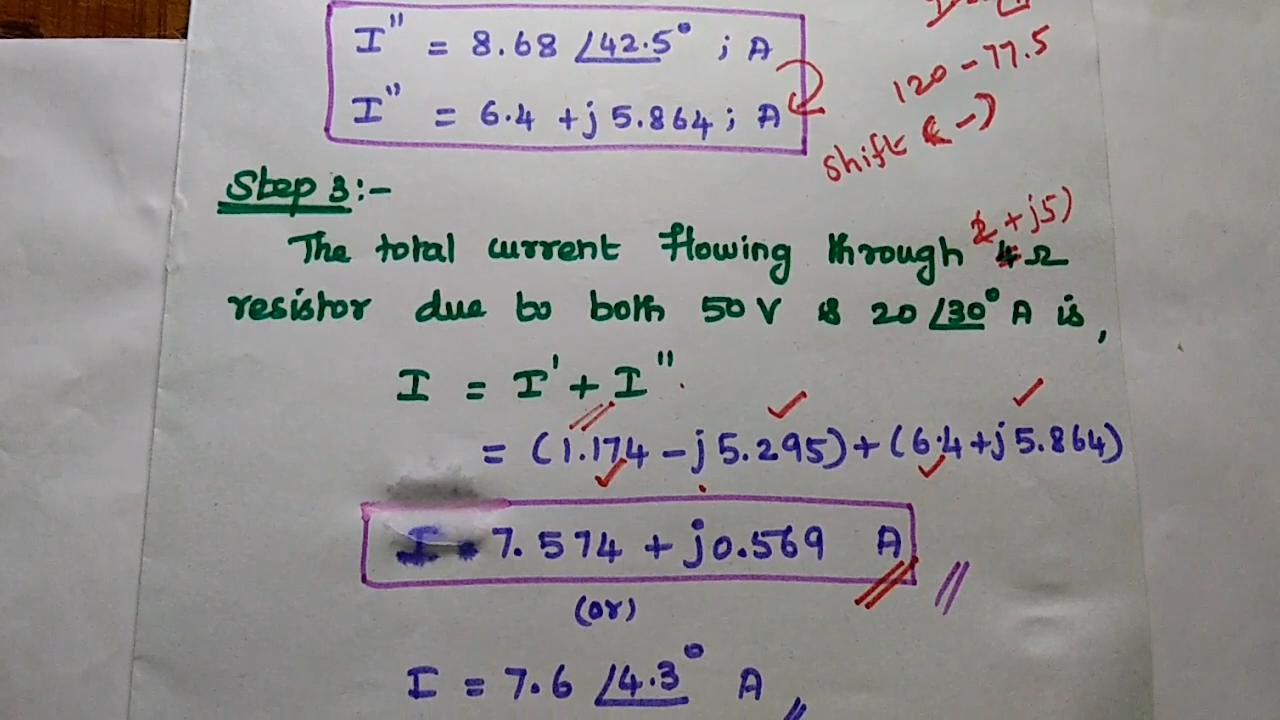 I'' = 8.68 ∠42.5° ; A
I'' = 6.4 + j 5.864 ; A
120 - 77.5
Shift (-)
Step 3:-
2 + j5)
The total current flowing through 4Ω
resistor due to both 50 V & 20 ∠30° A is,
I = I' + I''.
= (1.174 - j 5.295) + (6.4 + j 5.864)
I = 7.574 + j0.569 A
(or)
I = 7.6 ∠4.3° A